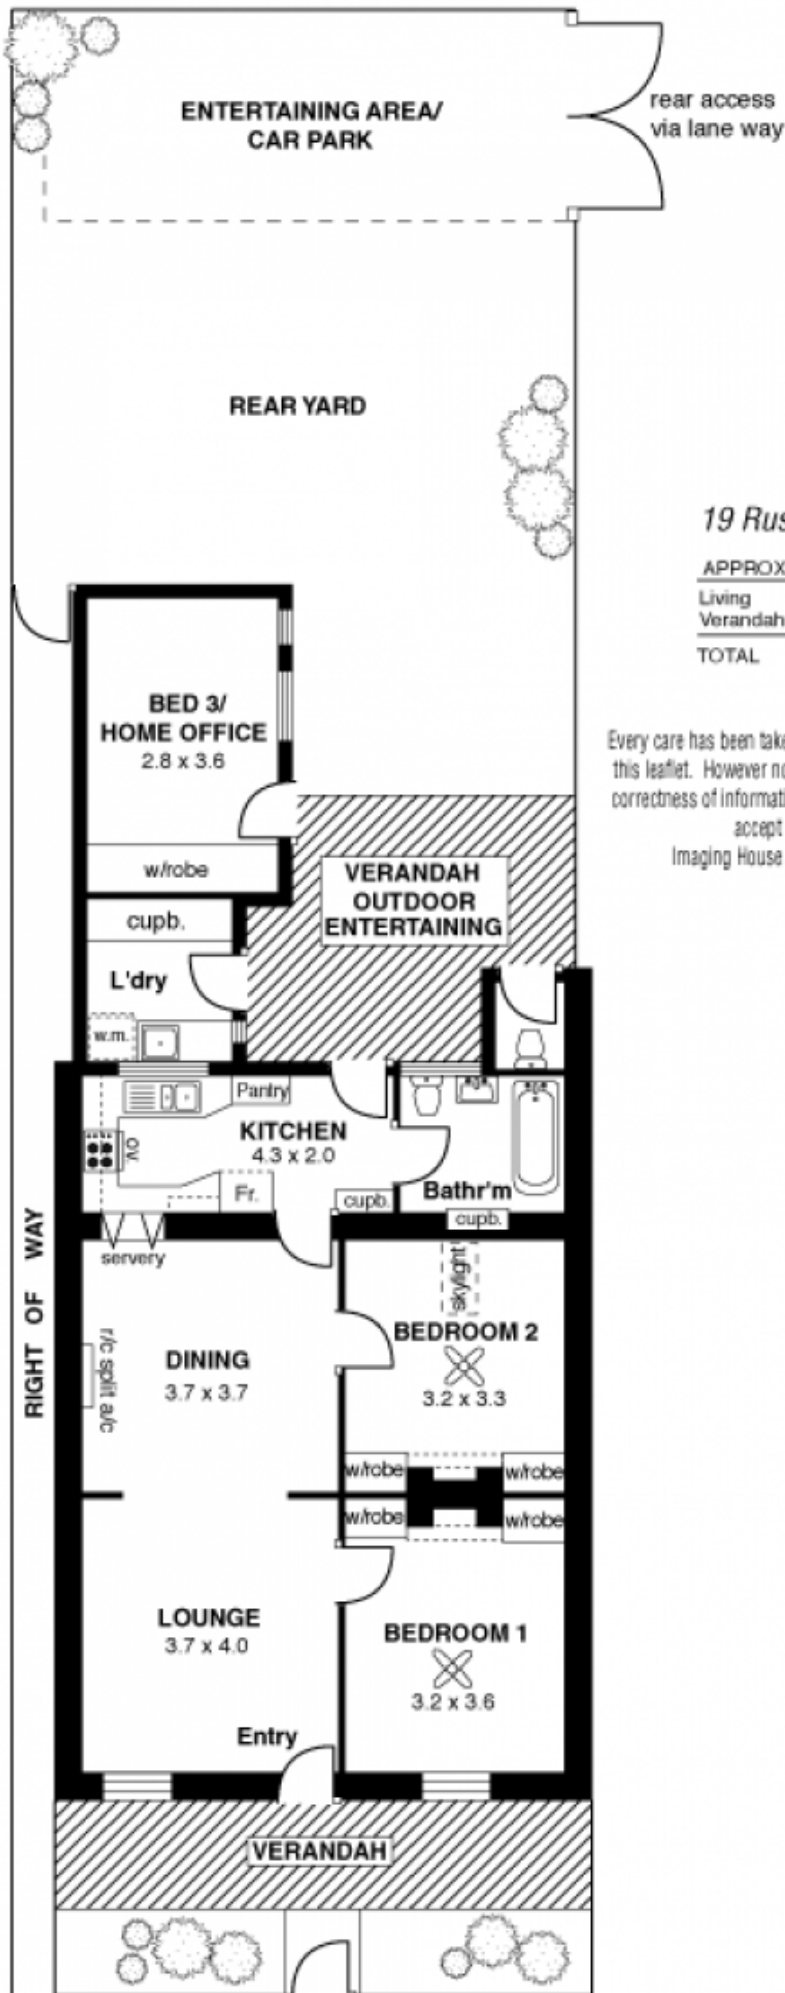 ENTERTAINING AREA/
CAR PARK
rear access
via lane way
REAR YARD
19 Rus
APPROX
Living
Verandah
TOTAL
Every care has been take
this leaflet. However no
correctness of informati
accept
Imaging House
BED 3/
HOME OFFICE
2.8 x 3.6
w/robe
VERANDAH
OUTDOOR
ENTERTAINING
cupb.
L'dry
w.m.
Pantry
KITCHEN
4.3 x 2.0
ov.
Fr.
cupb.
Bathr'm
cupb.
servery
skylight
RIGHT OF WAY
r/c split a/c
DINING
3.7 x 3.7
BEDROOM 2
3.2 x 3.3
w/robe
w/robe
w/robe
w/robe
LOUNGE
3.7 x 4.0
BEDROOM 1
3.2 x 3.6
Entry
VERANDAH